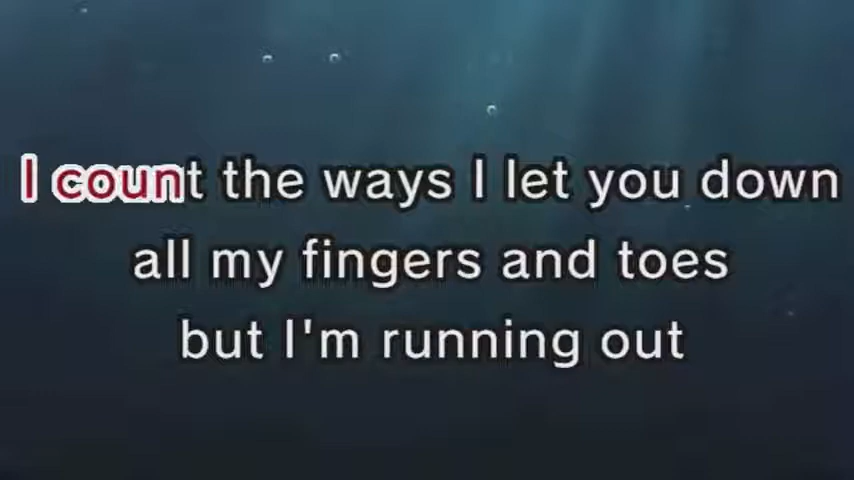 I count the ways I let you down
all my fingers and toes
but I'm running out